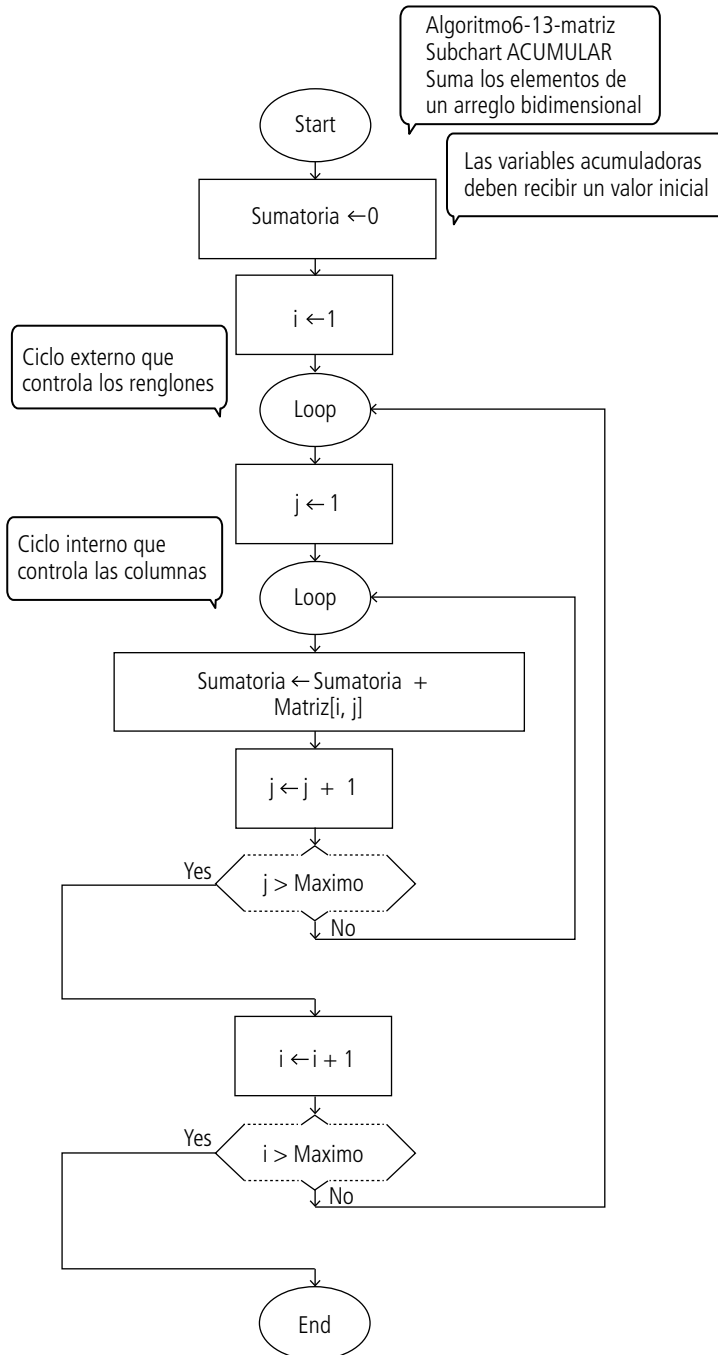 Algoritmo6-13-matriz
Subchart ACUMULAR
Suma los elementos de
un arreglo bidimensional
Start
Las variables acumuladoras
deben recibir un valor inicial
Sumatoria ←0
i ←1
Ciclo externo que
controla los renglones
Loop
j ← 1
Ciclo interno que
controla las columnas
Loop
Sumatoria ← Sumatoria +
Matriz[i, j]
j ← j + 1
Yes
j > Maximo
No
i ← i + 1
Yes
i > Maximo
No
End